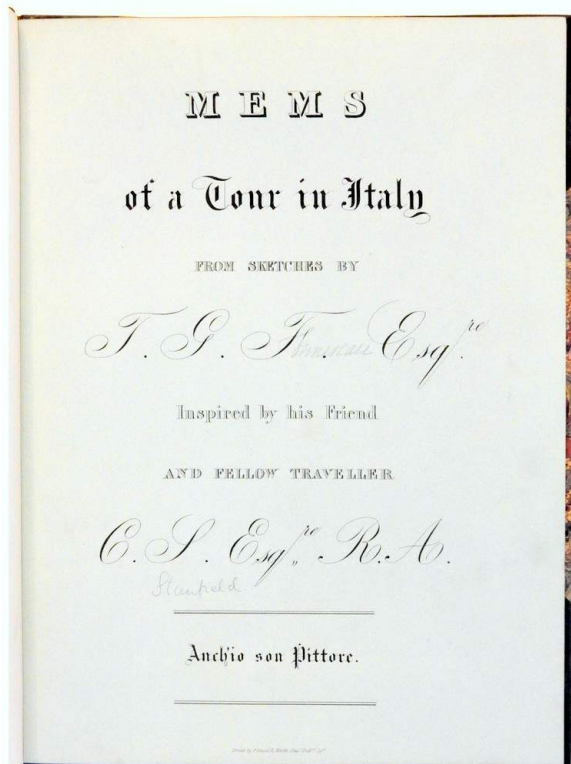 MEMS
of a Tour in Italy
FROM SKETCHES BY
T. G. F. Esqre.
Inspired by his Friend
AND FELLOW TRAVELLER
C. S. Esqre. R. A.
Stanfield
Anch'io son Pittore.